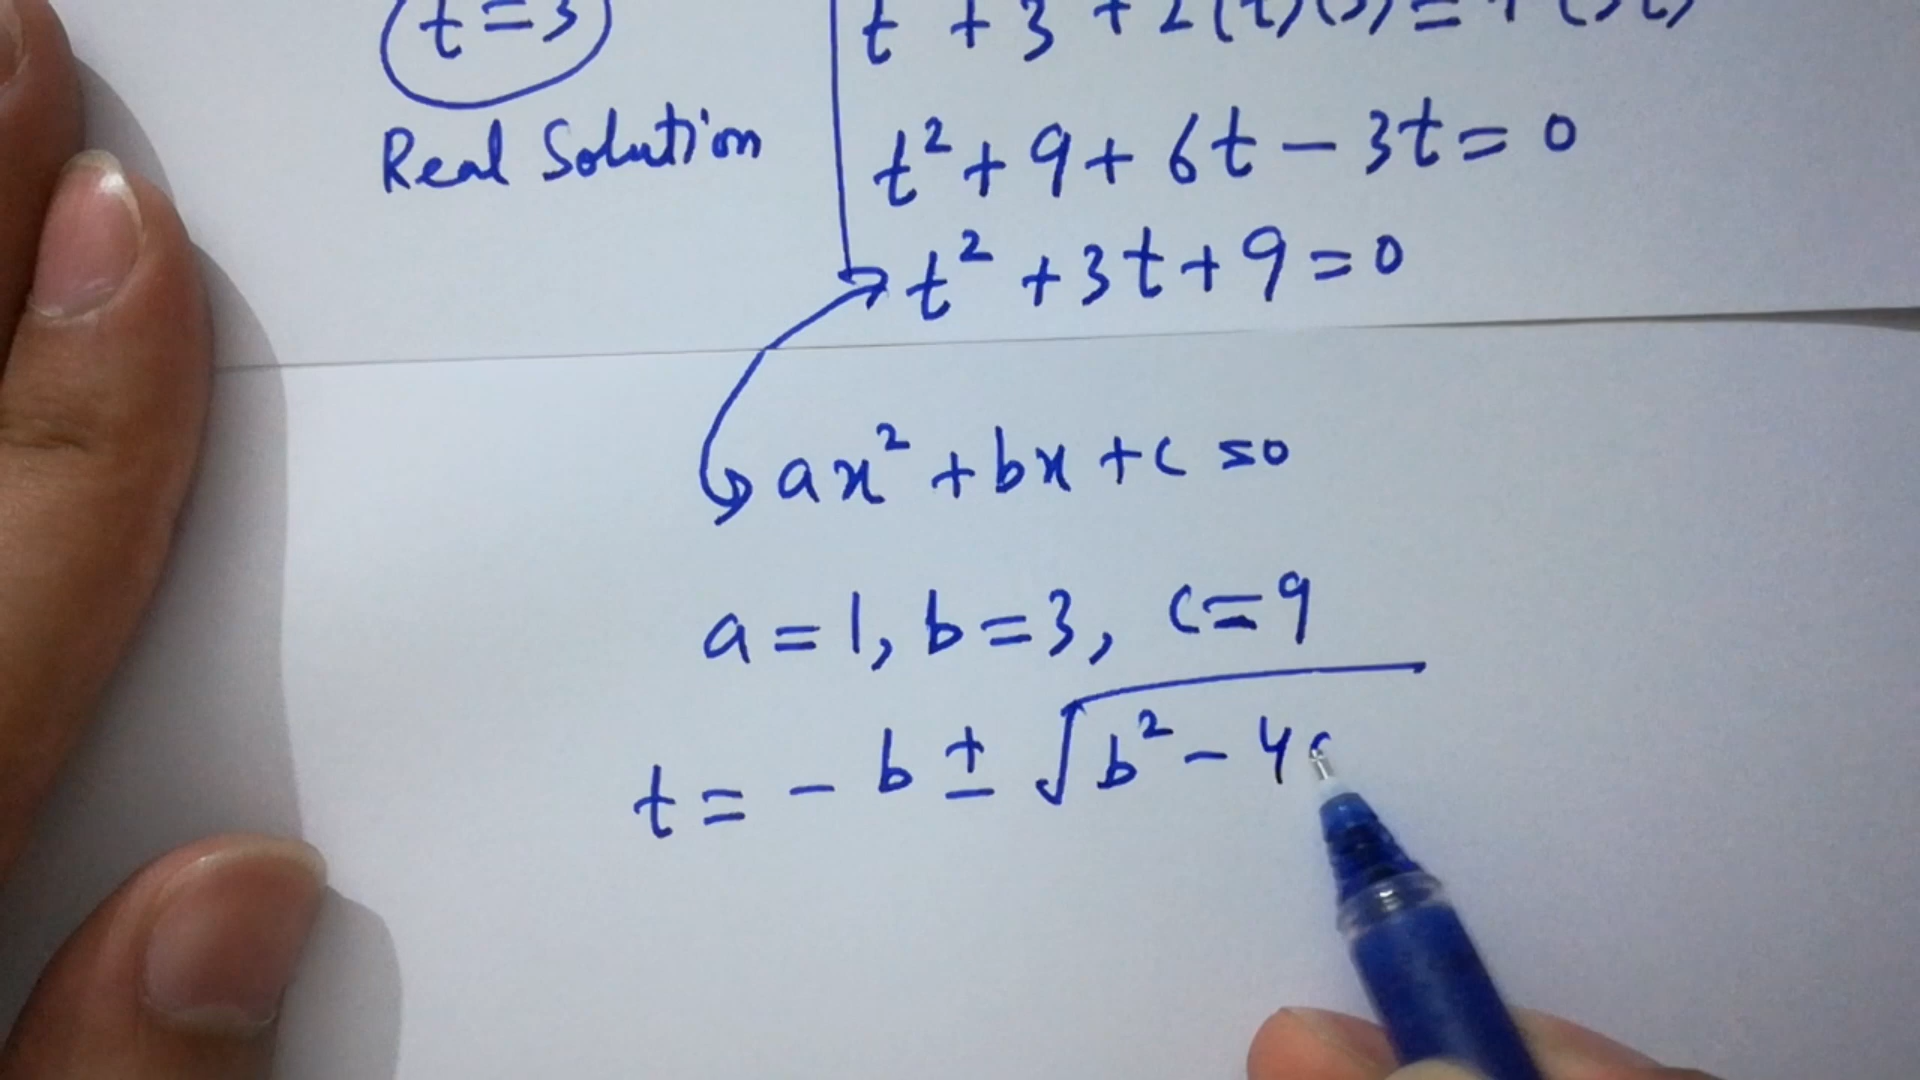 t = 3
Real Solution
t² + 9 + 6t − 3t = 0
t² + 3t + 9 = 0
ax² + bx + c = 0
a = 1, b = 3, c = 9
t = − b ± √b² − 4